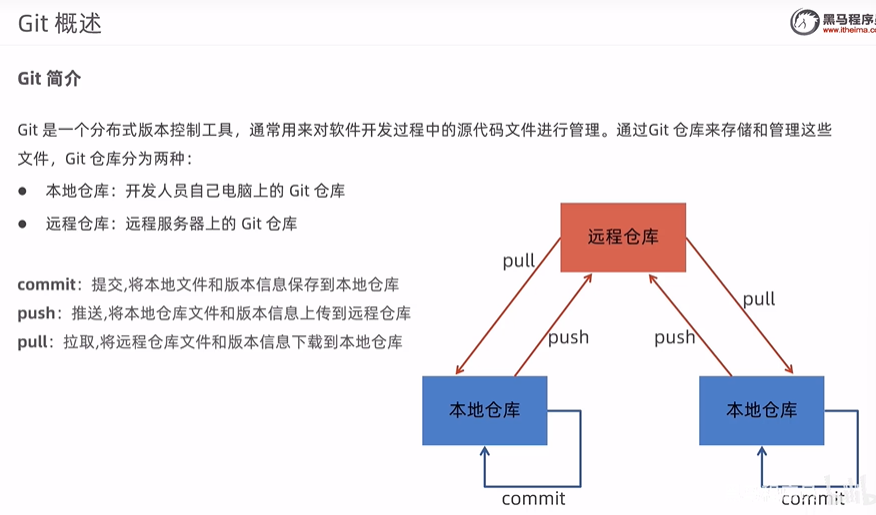 Git 概述
黑马程序员
www.itheima.co
Git 简介
Git 是一个分布式版本控制工具，通常用来对软件开发过程中的源代码文件进行管理。通过Git 仓库来存储和管理这些
文件，Git 仓库分为两种：
● 本地仓库：开发人员自己电脑上的 Git 仓库
● 远程仓库：远程服务器上的 Git 仓库
commit：提交,将本地文件和版本信息保存到本地仓库
push：推送,将本地仓库文件和版本信息上传到远程仓库
pull：拉取,将远程仓库文件和版本信息下载到本地仓库
远程仓库
pull
pull
push
push
本地仓库
本地仓库
commit
commit